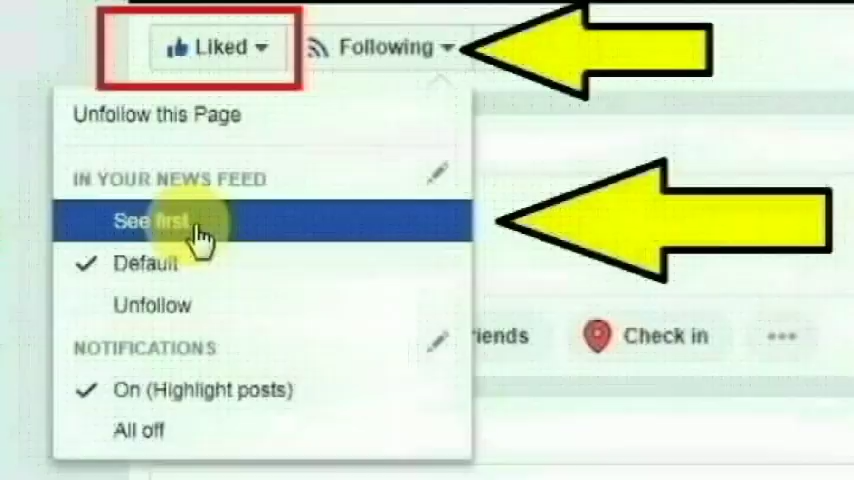 Liked Following
Unfollow this Page
IN YOUR NEWS FEED
See first
Default
Unfollow
NOTIFICATIONS
On (Highlight posts)
All off
riends Check in